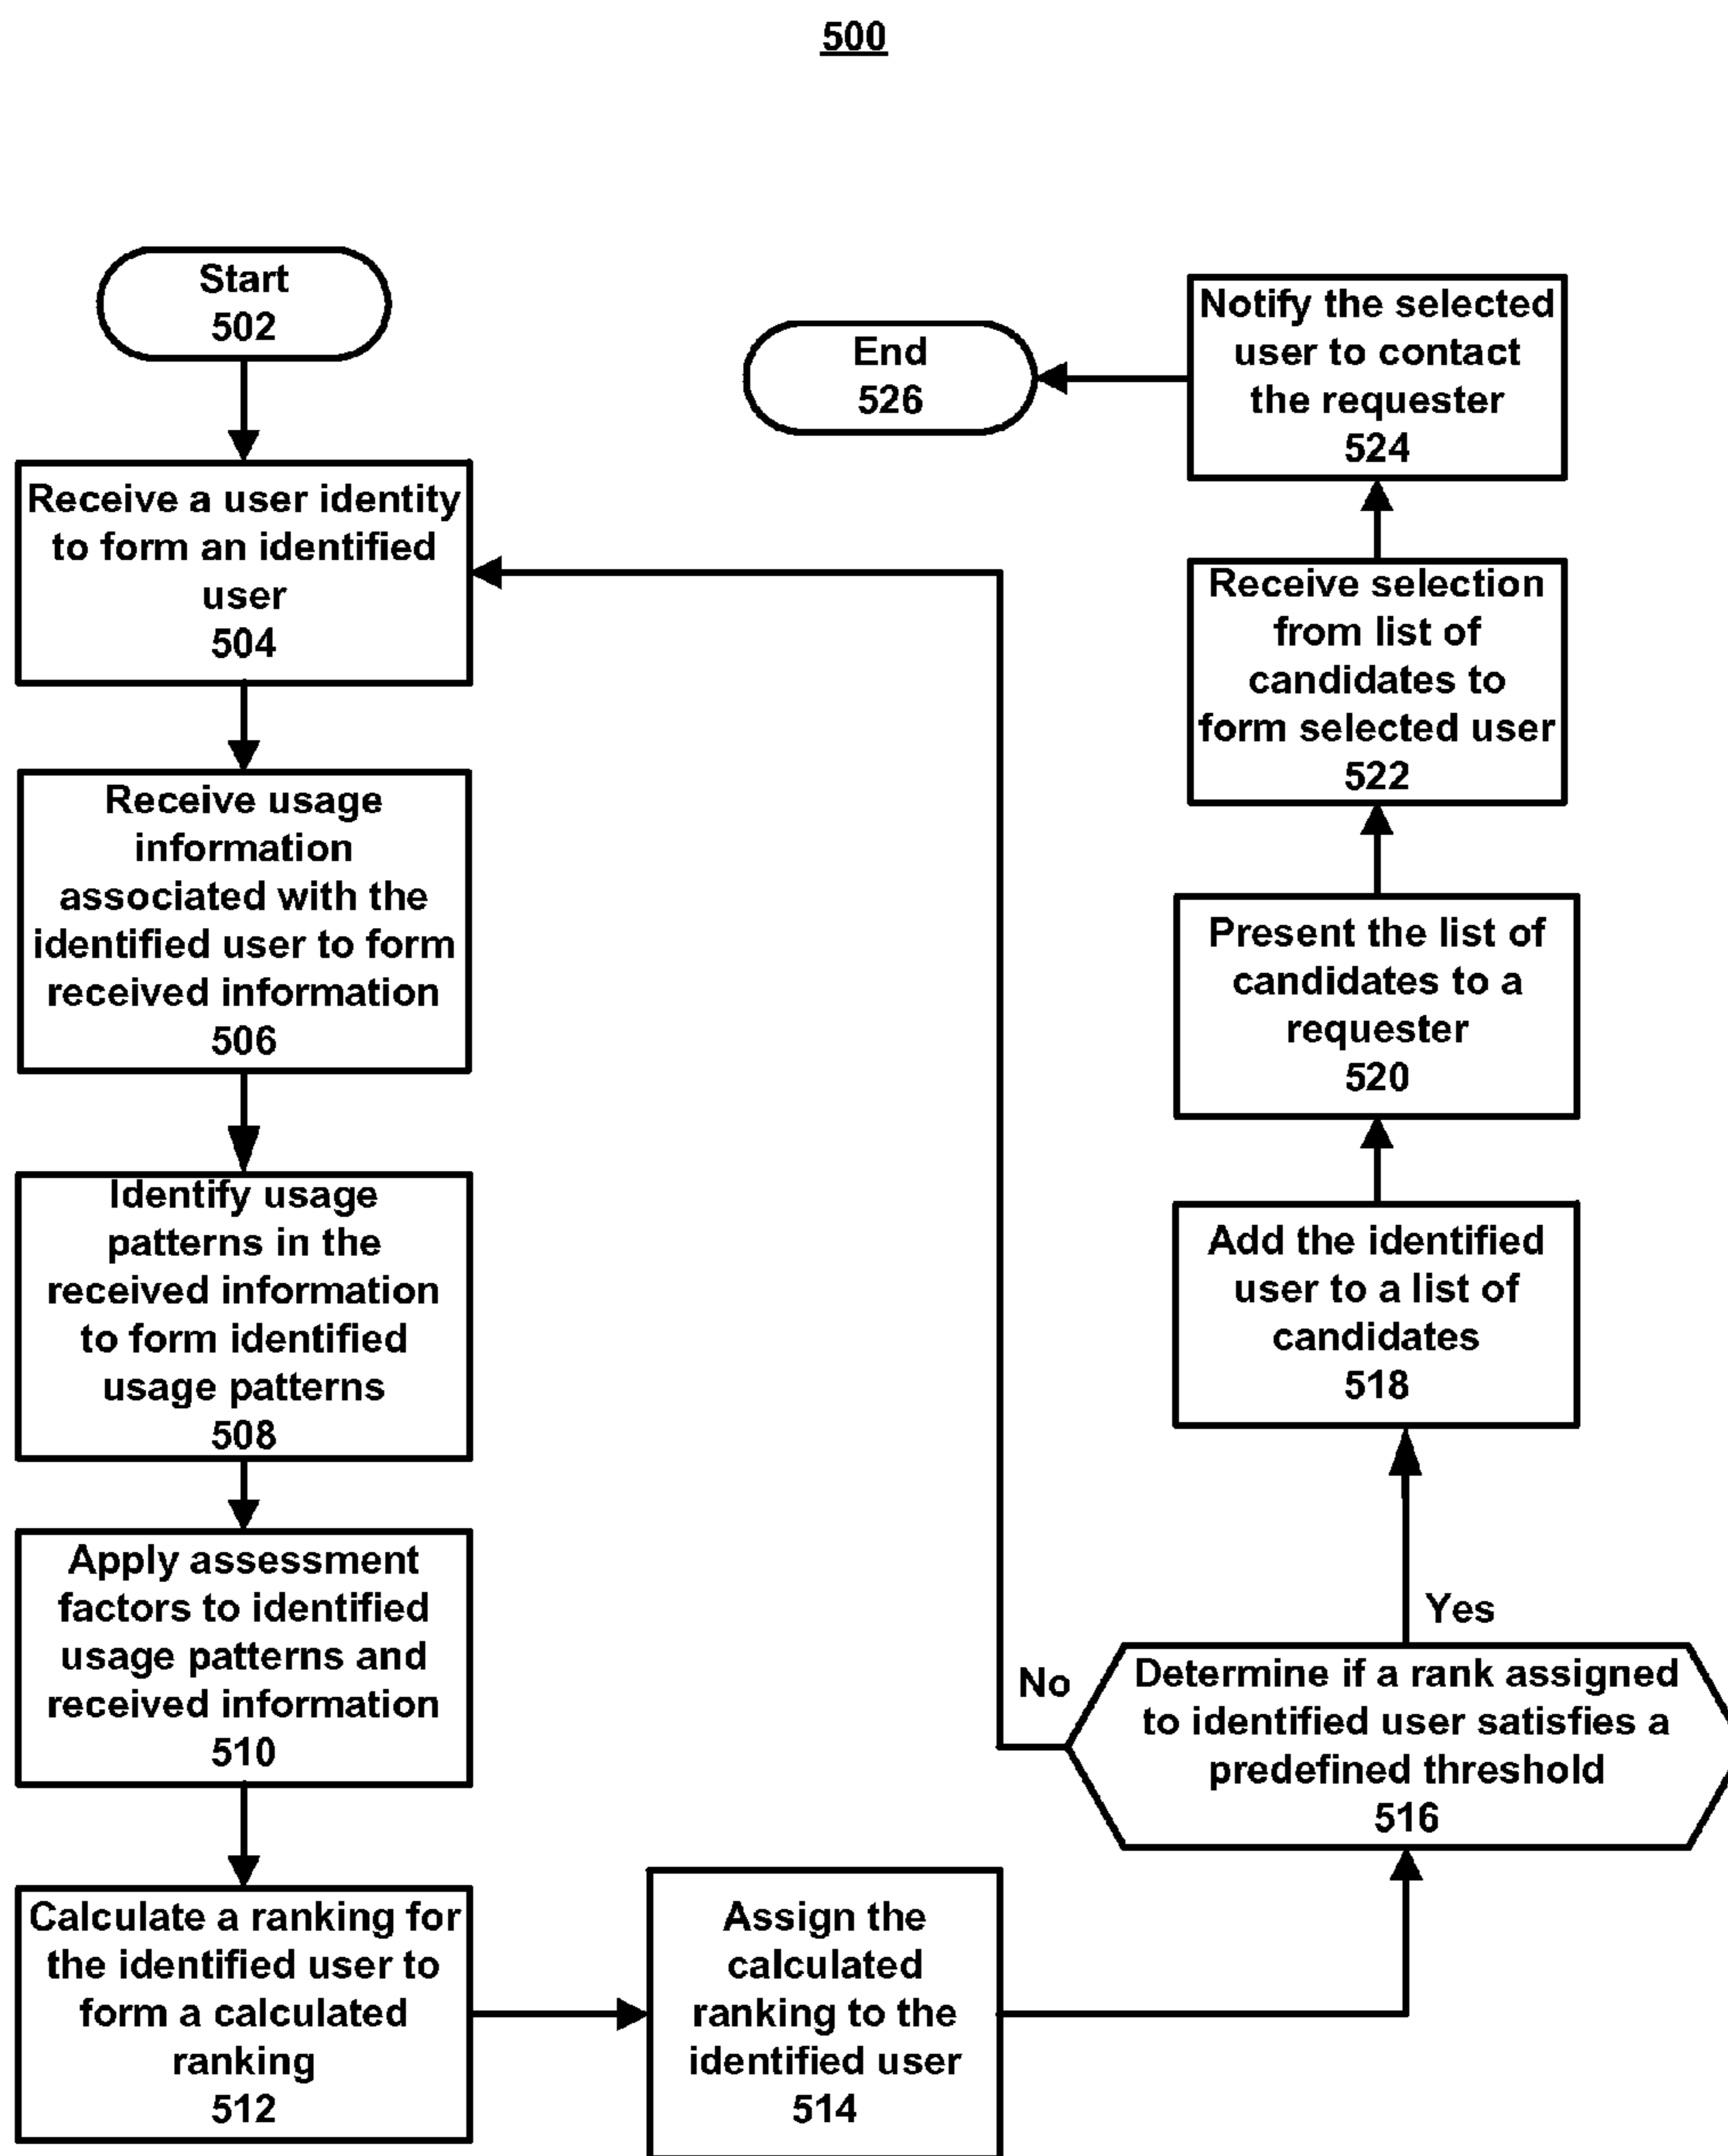 500
Start
502
Receive a user identity
to form an identified
user
504
Receive usage
information
associated with the
identified user to form
received information
506
Identify usage
patterns in the
received information
to form identified
usage patterns
508
Apply assessment
factors to identified
usage patterns and
received information
510
Calculate a ranking for
the identified user to
form a calculated
ranking
512
Assign the
calculated
ranking to the
identified user
514
Determine if a rank assigned
to identified user satisfies a
predefined threshold
516
No
Yes
Add the identified
user to a list of
candidates
518
Present the list of
candidates to a
requester
520
Receive selection
from list of
candidates to
form selected user
522
Notify the selected
user to contact
the requester
524
End
526